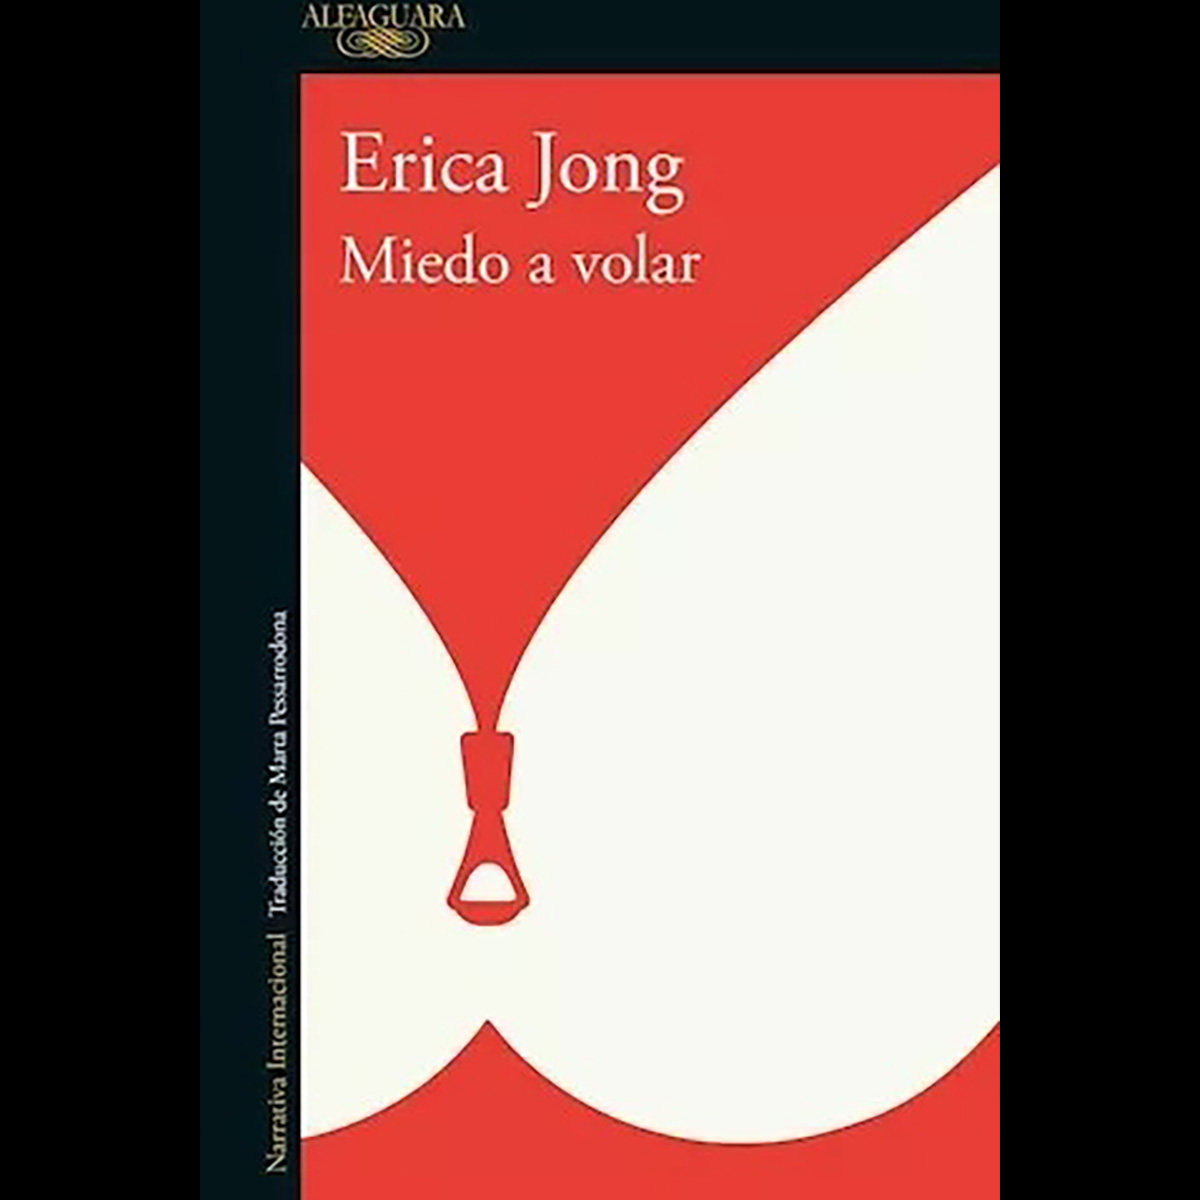 ALFAGUARA
Erica Jong
Miedo a volar
Narrativa Internacional Traducción de Marta Pessarrodona